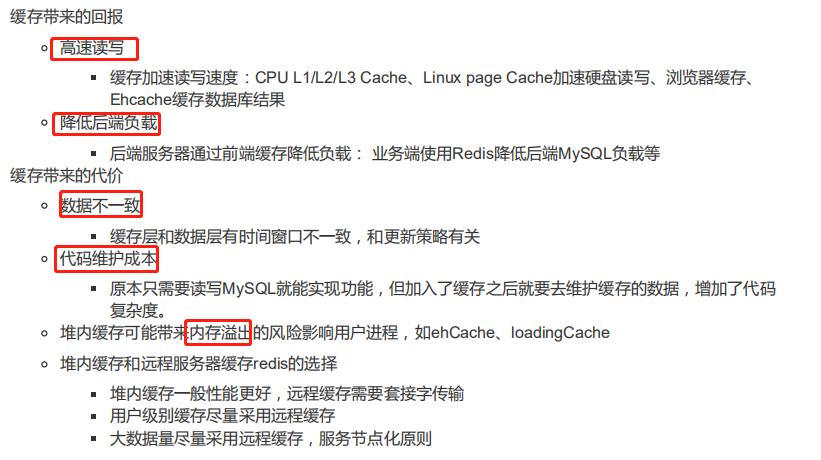 缓存带来的回报
高速读写
缓存加速读写速度：CPU L1/L2/L3 Cache、Linux page Cache加速硬盘读写、浏览器缓存、
Ehcache缓存数据库结果
降低后端负载
后端服务器通过前端缓存降低负载： 业务端使用Redis降低后端MySQL负载等
缓存带来的代价
数据不一致
缓存层和数据层有时间窗口不一致，和更新策略有关
代码维护成本
原本只需要读写MySQL就能实现功能，但加入了缓存之后就要去维护缓存的数据，增加了代码
复杂度。
堆内缓存可能带来内存溢出的风险影响用户进程，如ehCache、loadingCache
堆内缓存和远程服务器缓存redis的选择
堆内缓存一般性能更好，远程缓存需要套接字传输
用户级别缓存尽量采用远程缓存
大数据量尽量采用远程缓存，服务节点化原则